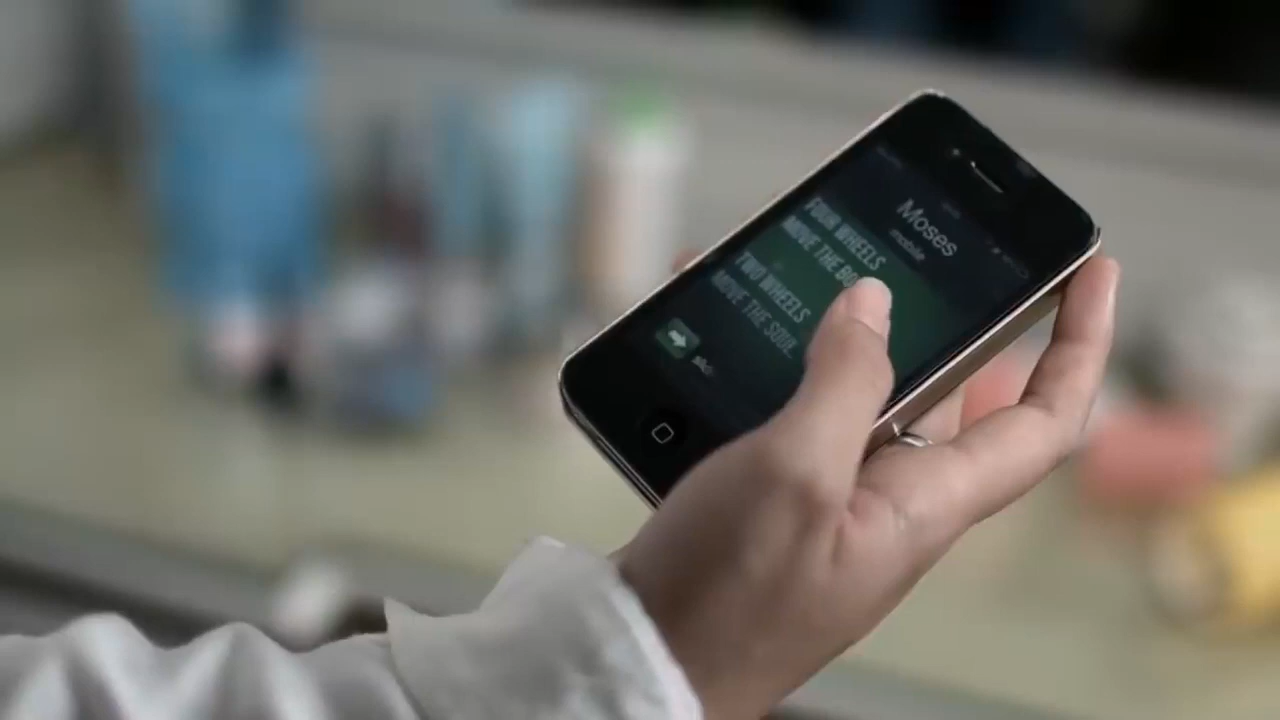 Moses
mobile
FOUR WHEELS
MOVE THE BO
TWO WHEELS
MOVE THE SOUL.